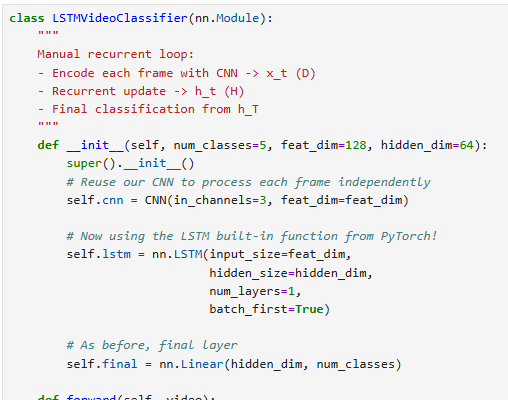 class LSTMVideoClassifier(nn.Module):
    """
    Manual recurrent loop:
    - Encode each frame with CNN -> x_t (D)
    - Recurrent update -> h_t (H)
    - Final classification from h_T
    """
    def __init__(self, num_classes=5, feat_dim=128, hidden_dim=64):
        super().__init__()
        # Reuse our CNN to process each frame independently
        self.cnn = CNN(in_channels=3, feat_dim=feat_dim)

        # Now using the LSTM built-in function from PyTorch!
        self.lstm = nn.LSTM(input_size=feat_dim,
                            hidden_size=hidden_dim,
                            num_layers=1,
                            batch_first=True)

        # As before, final layer
        self.final = nn.Linear(hidden_dim, num_classes)

    def forward(self, video):